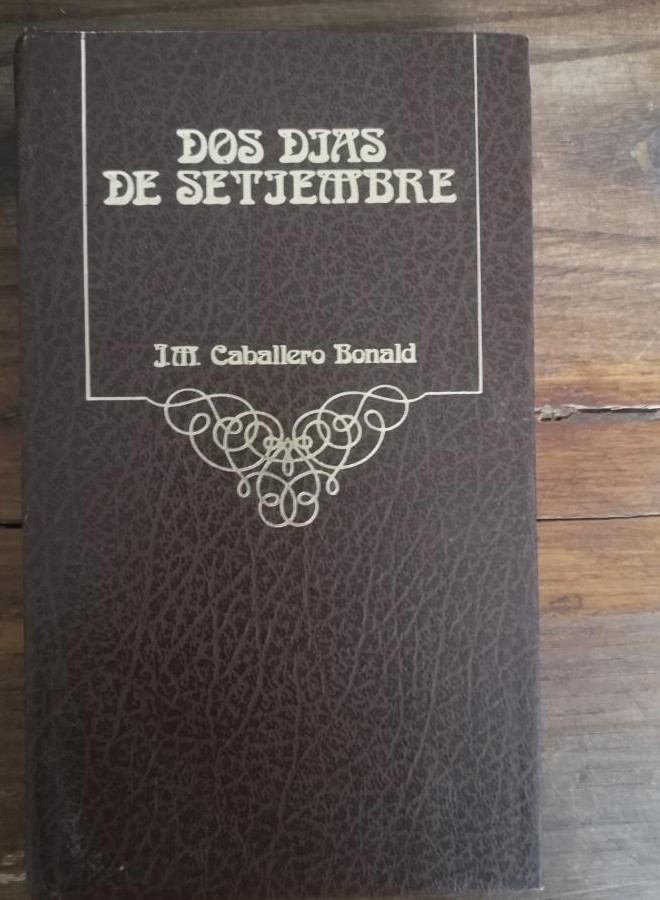 DOS DIAS
DE SETIEMBRE
J.M. Caballero Bonald